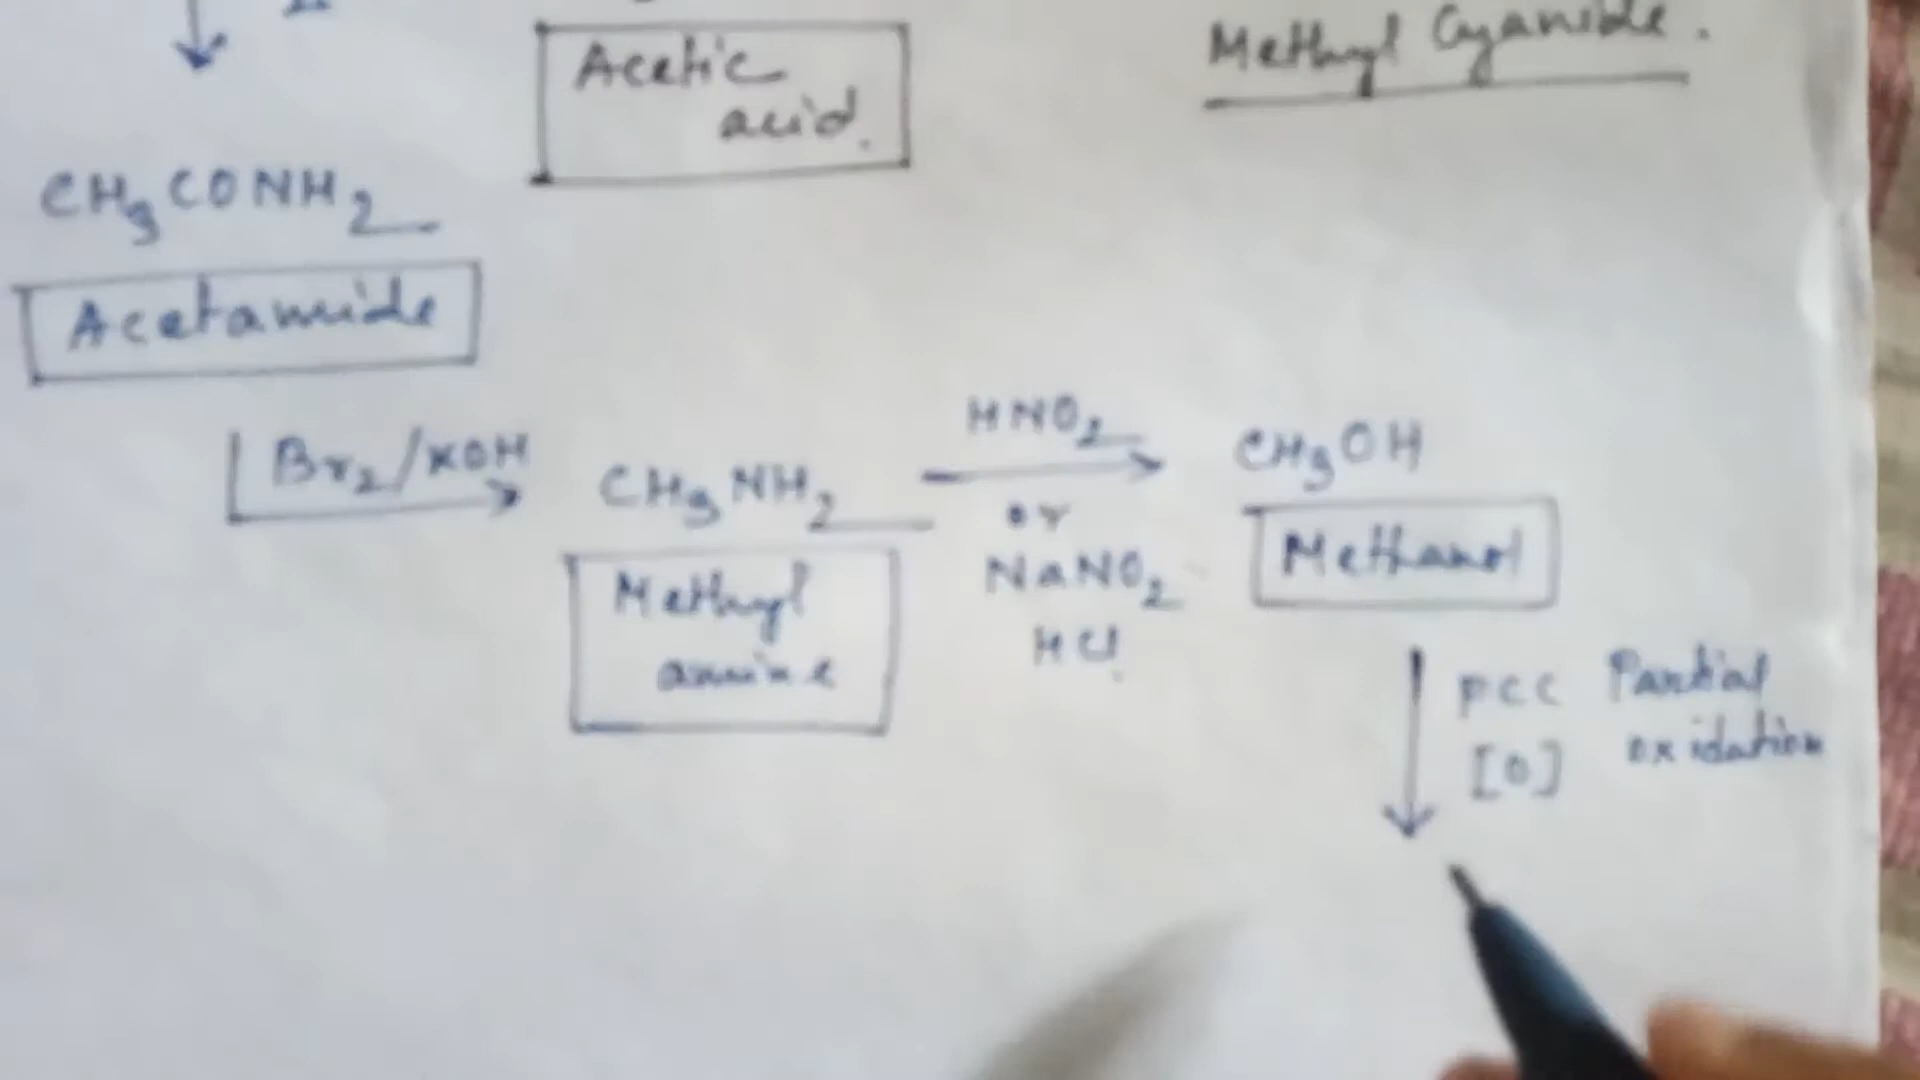 Acetic
acid.
Methyl Cyanide.
CH3CONH2
Acetamide
Br2/KOH
CH3NH2
Methyl
amine
HNO2
or
NaNO2
HCl
CH3OH
Methanol
PCC Partial
[O] oxidation